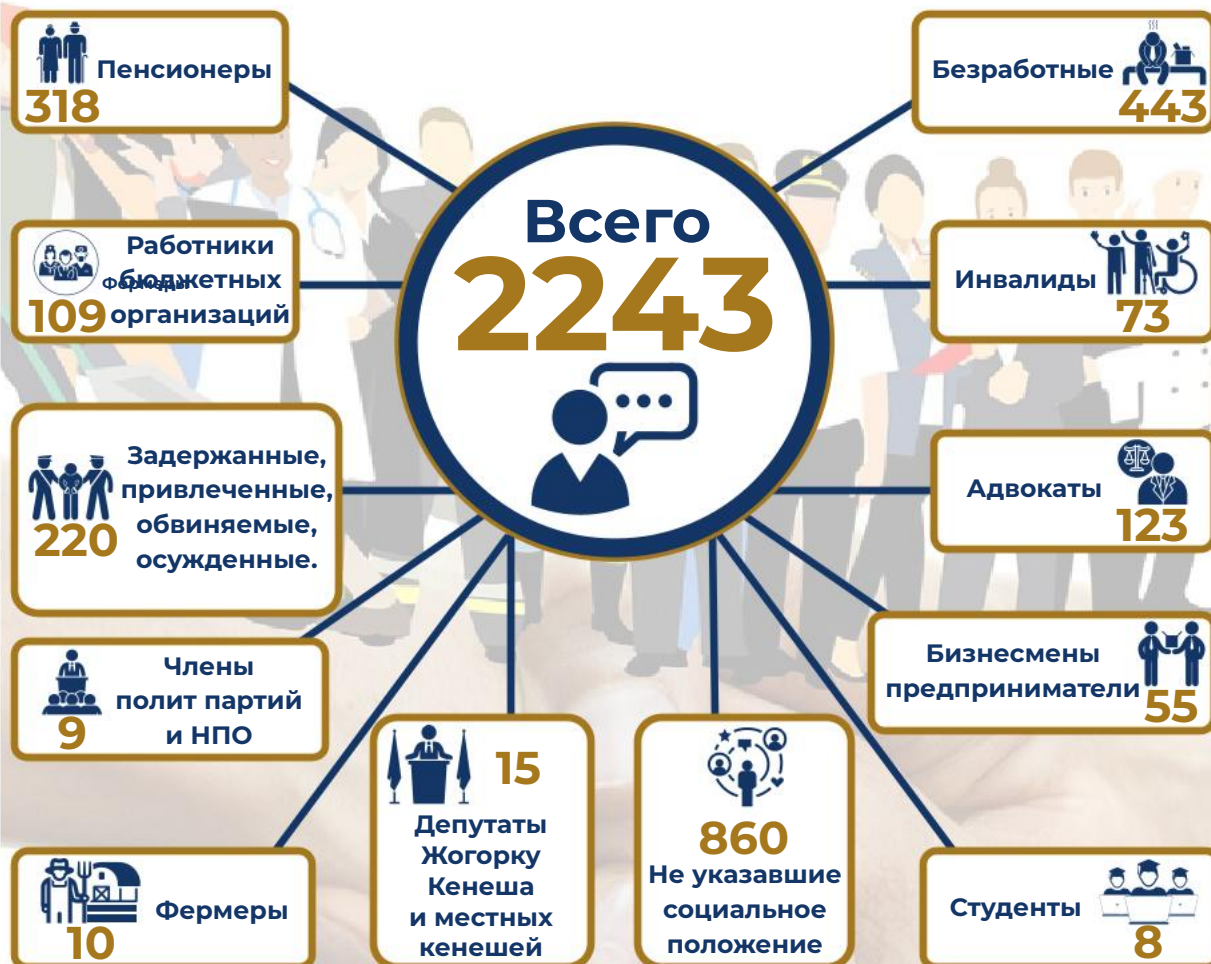 Пенсионеры
318
Безработные
443
Всего
2243
Работники
бюджетных
Фермеры
организаций
109
Инвалиды
73
Задержанные,
привлеченные,
обвиняемые,
осужденные.
220
Адвокаты
123
Члены
полит партий
и НПО
9
Бизнесмены
предприниматели
55
15
Депутаты
Жогорку
Кенеша
и местных
кенешей
860
Не указавшие
социальное
положение
Фермеры
10
Студенты
8